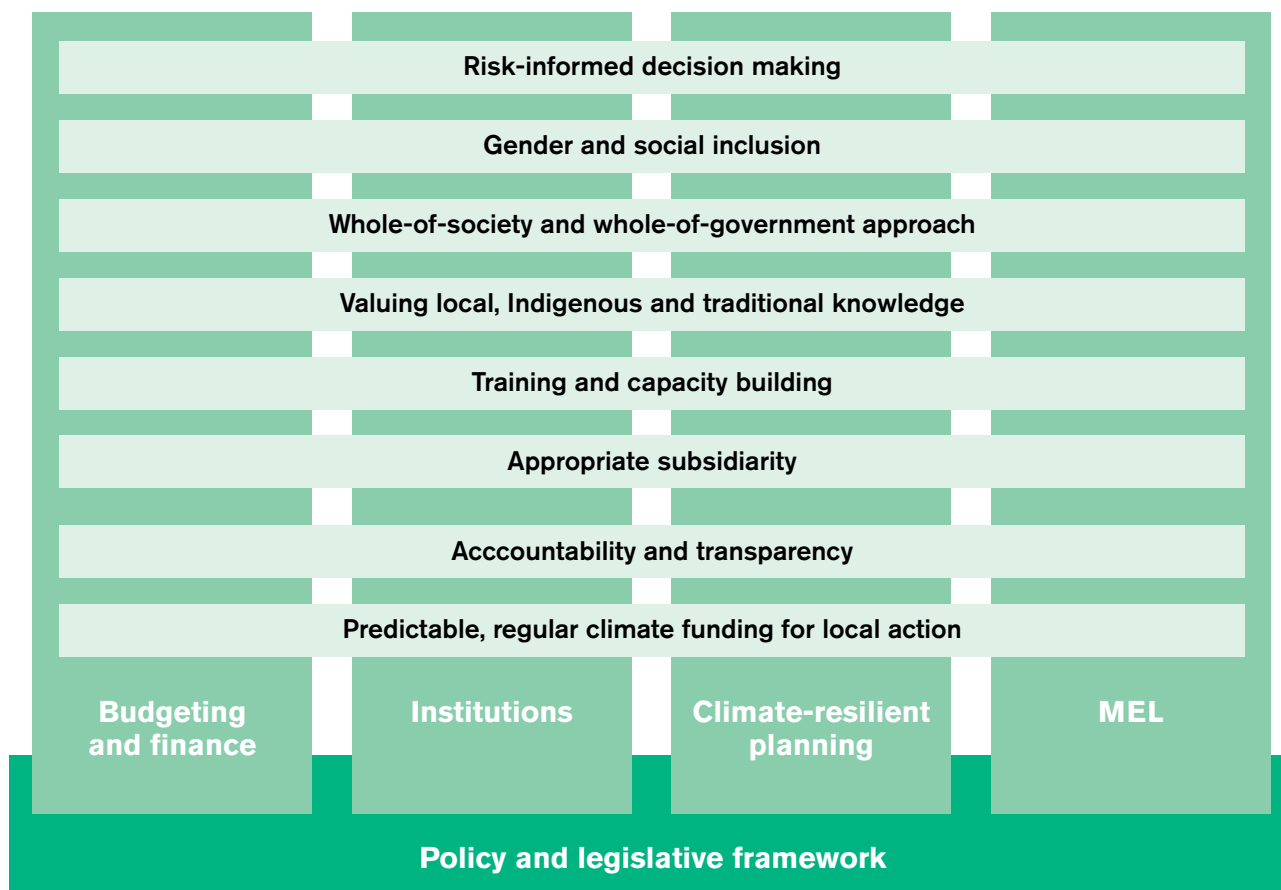 Risk-informed decision making
Gender and social inclusion
Whole-of-society and whole-of-government approach
Valuing local, Indigenous and traditional knowledge
Training and capacity building
Appropriate subsidiarity
Acccountability and transparency
Predictable, regular climate funding for local action
Budgeting
and finance
Institutions
Climate-resilient
planning
MEL
Policy and legislative framework